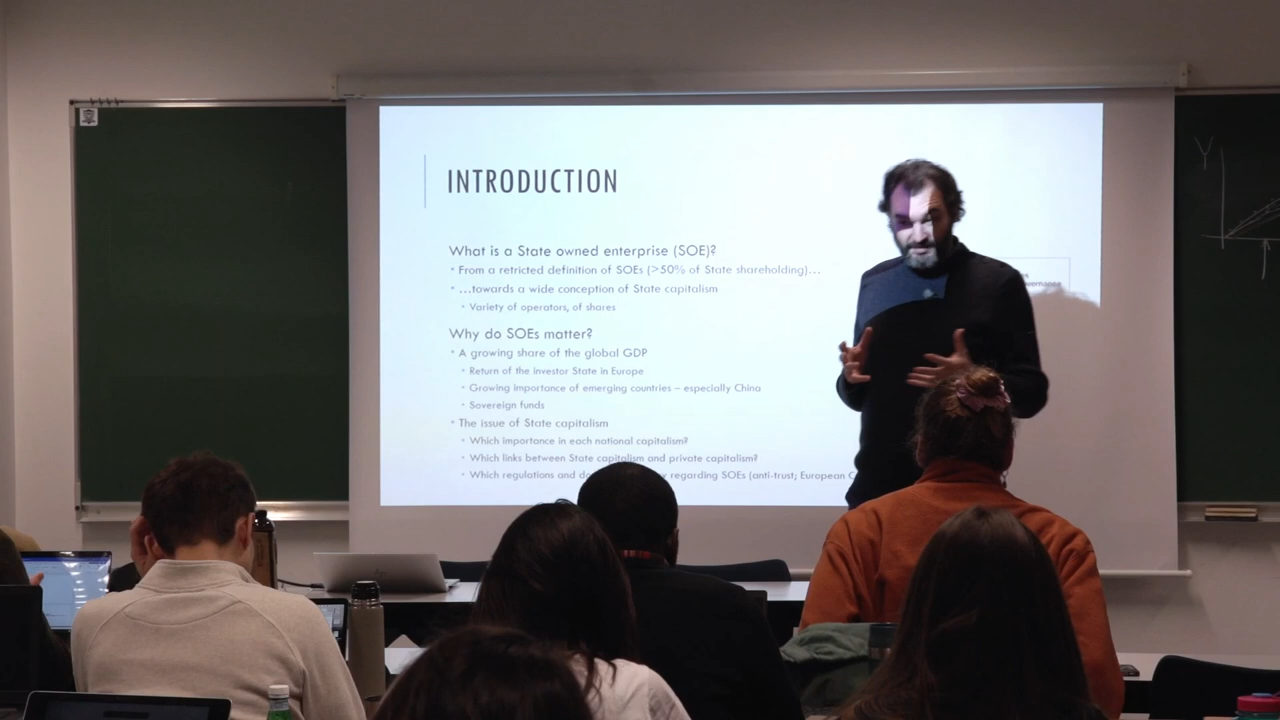 INTRODUCTION
What is a State owned enterprise (SOE)?
• From a retricted definition of SOEs (>50% of State shareholding)...
• ...towards a wide conception of State capitalism
• Variety of operators, of shares
Why do SOEs matter?
• A growing share of the global GDP
• Return of the investor State in Europe
• Growing importance of emerging countries – especially China
• Sovereign funds
• The issue of State capitalism
• Which importance in each national capitalism?
• Which links between State capitalism and private capitalism?
• Which regulations and regarding SOEs (anti-trust; European
Y